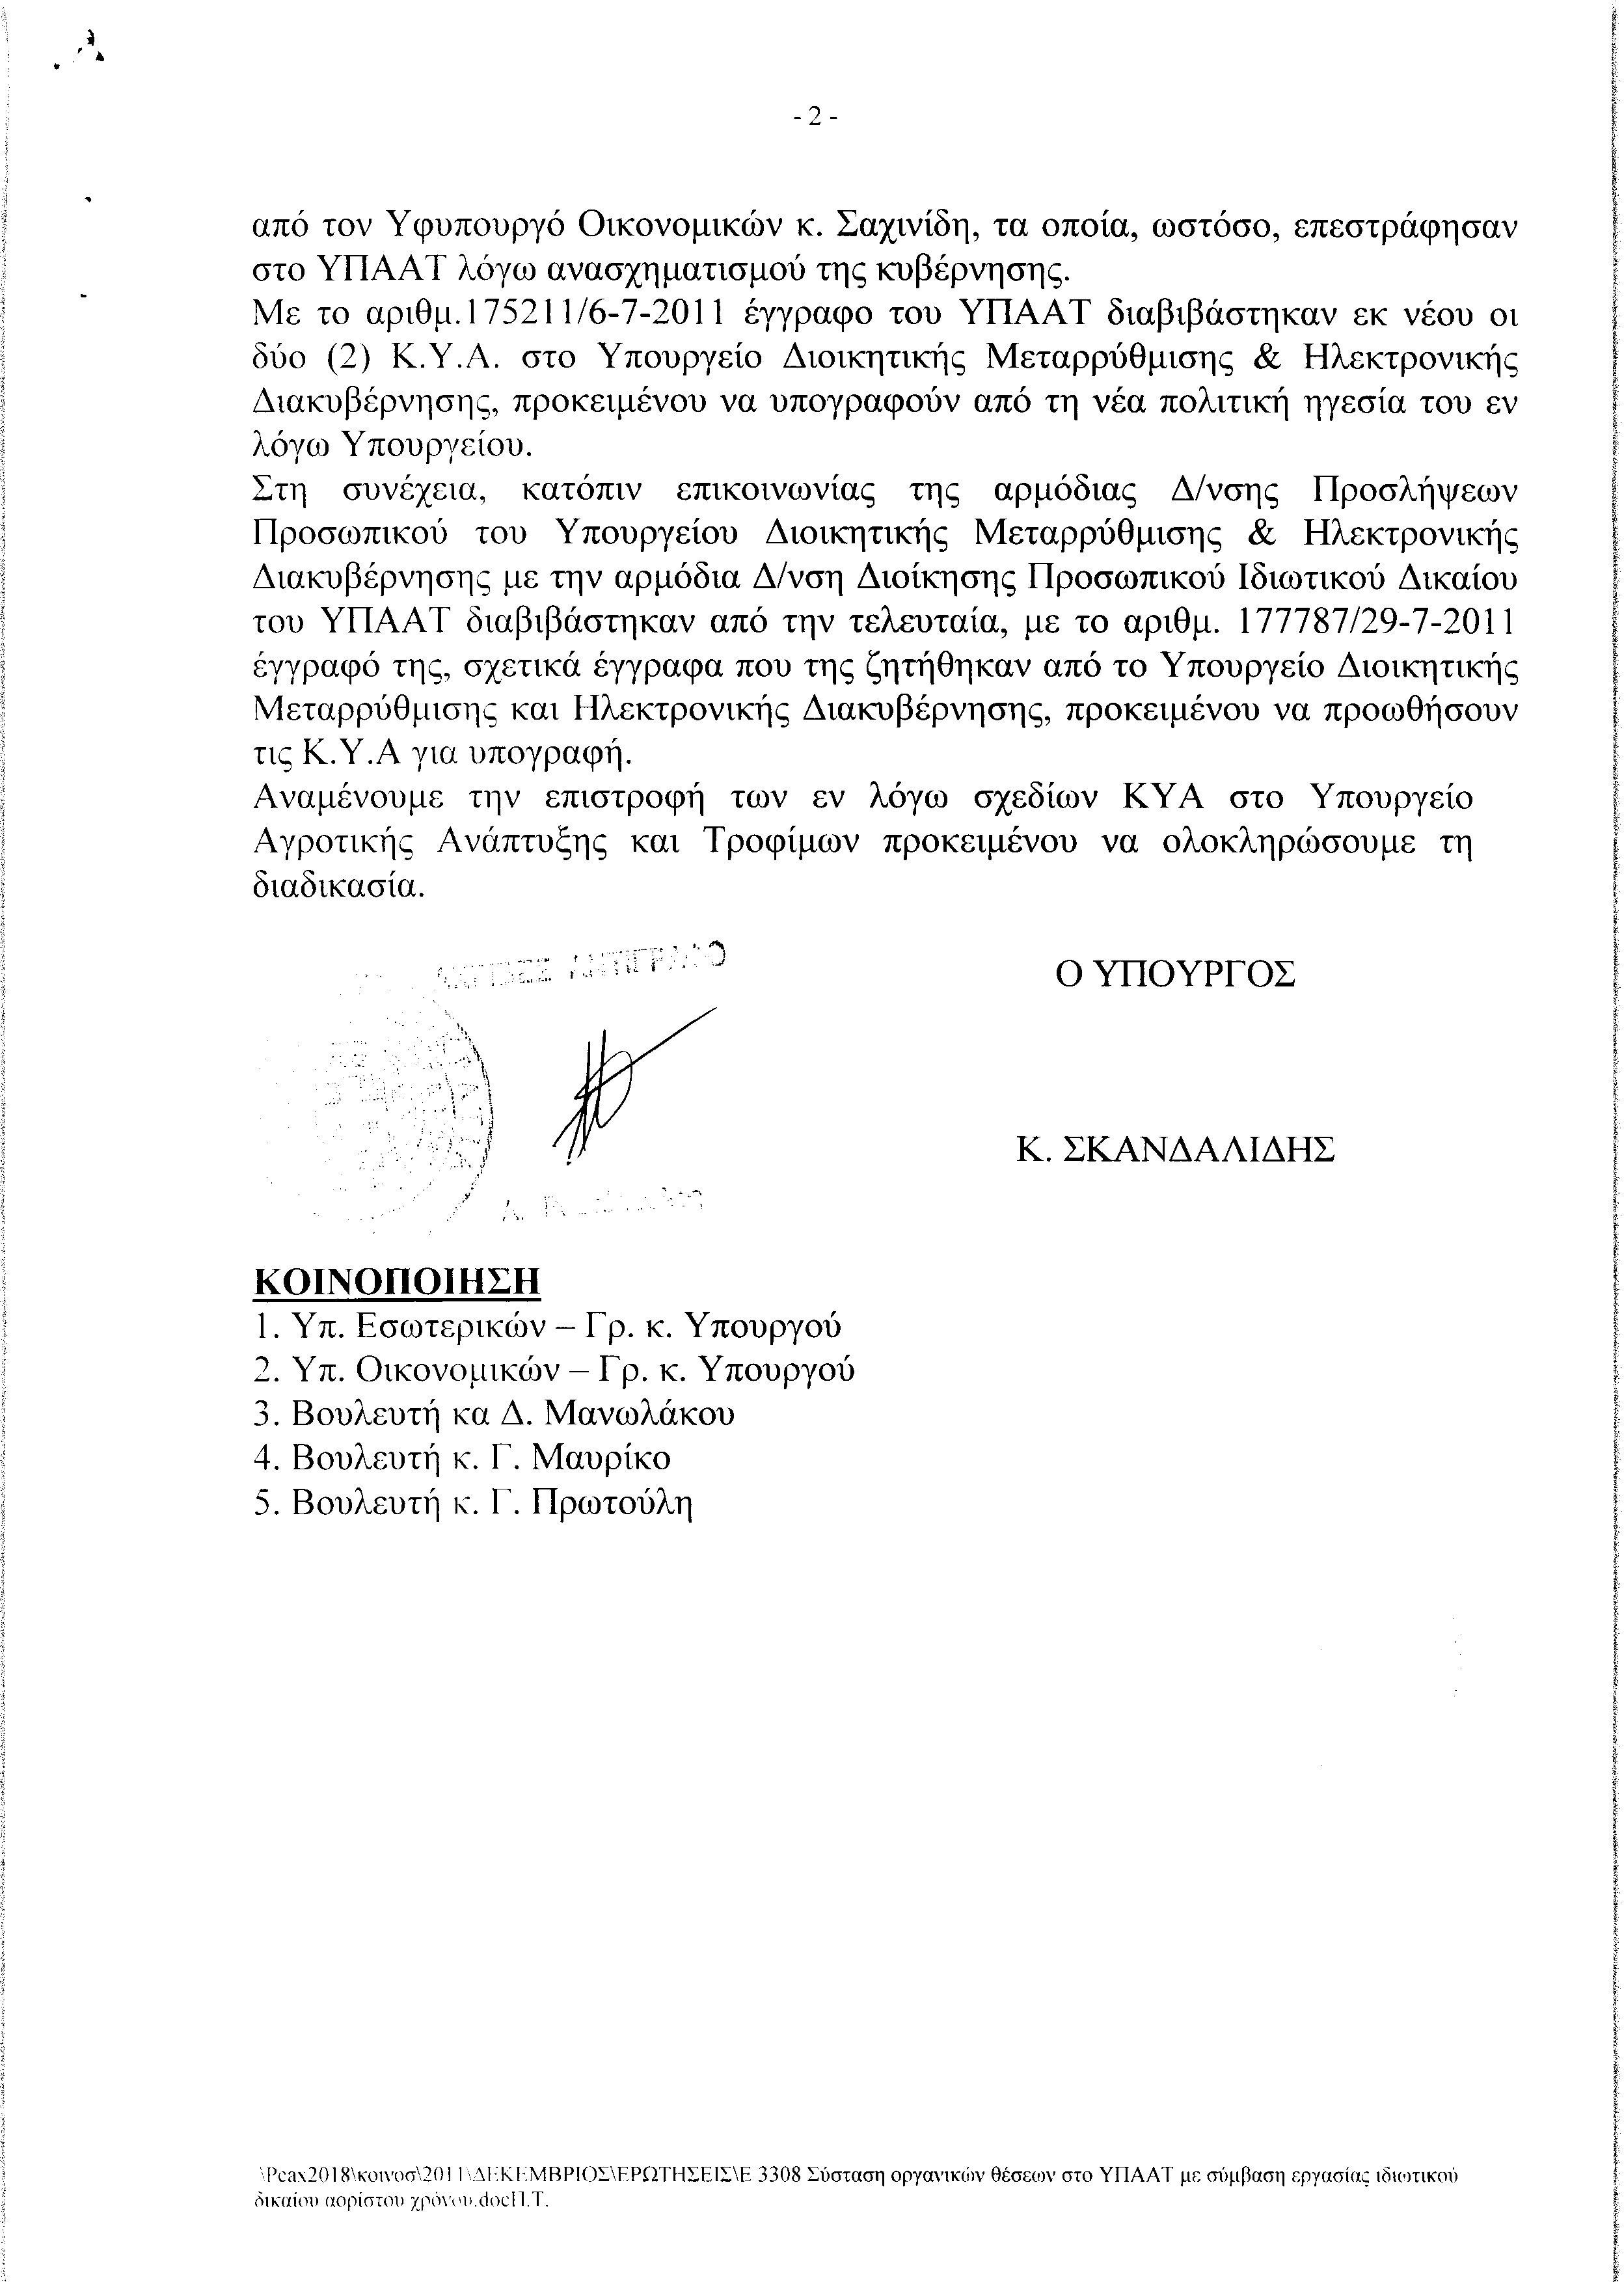 - 2 -
από τον Υφυπουργό Οικονομικών κ. Σαχινίδη, τα οποία, ωστόσο, επεστράφησαν
στο ΥΠΑΑΤ λόγω ανασχηματισμού της κυβέρνησης.
Με το αριθμ.175211/6-7-2011 έγγραφο του ΥΠΑΑΤ διαβιβάστηκαν εκ νέου οι
δύο (2) Κ.Υ.Α. στο Υπουργείο Διοικητικής Μεταρρύθμισης & Ηλεκτρονικής
Διακυβέρνησης, προκειμένου να υπογραφούν από τη νέα πολιτική ηγεσία του εν
λόγω Υπουργείου.
Στη συνέχεια, κατόπιν επικοινωνίας της αρμόδιας Δ/νσης Προσλήψεων
Προσωπικού του Υπουργείου Διοικητικής Μεταρρύθμισης & Ηλεκτρονικής
Διακυβέρνησης με την αρμόδια Δ/νση Διοίκησης Προσωπικού Ιδιωτικού Δικαίου
του ΥΠΑΑΤ διαβιβάστηκαν από την τελευταία, με το αριθμ. 177787/29-7-2011
έγγραφό της, σχετικά έγγραφα που της ζητήθηκαν από το Υπουργείο Διοικητικής
Μεταρρύθμισης και Ηλεκτρονικής Διακυβέρνησης, προκειμένου να προωθήσουν
τις Κ.Υ.Α για υπογραφή.
Αναμένουμε την επιστροφή των εν λόγω σχεδίων ΚΥΑ στο Υπουργείο
Αγροτικής Ανάπτυξης και Τροφίμων προκειμένου να ολοκληρώσουμε τη
διαδικασία.
Ο ΥΠΟΥΡΓΟΣ
Κ. ΣΚΑΝΔΑΛΙΔΗΣ
ΚΟΙΝΟΠΟΙΗΣΗ
1. Υπ. Εσωτερικών – Γρ. κ. Υπουργού
2. Υπ. Οικονομικών – Γρ. κ. Υπουργού
3. Βουλευτή κα Δ. Μανωλάκου
4. Βουλευτή κ. Γ. Μαυρίκο
5. Βουλευτή κ. Γ. Πρωτούλη
\Pcax2018\κοινοσ\2011\ΔΕΚΕΜΒΡΙΟΣ\ΕΡΩΤΗΣΕΙΣ\Ε 3308 Σύσταση οργανικών θέσεων στο ΥΠΑΑΤ με σύμβαση εργασίας ιδιωτικού
δικαίου αορίστου χρόνου.docΠ.Τ.